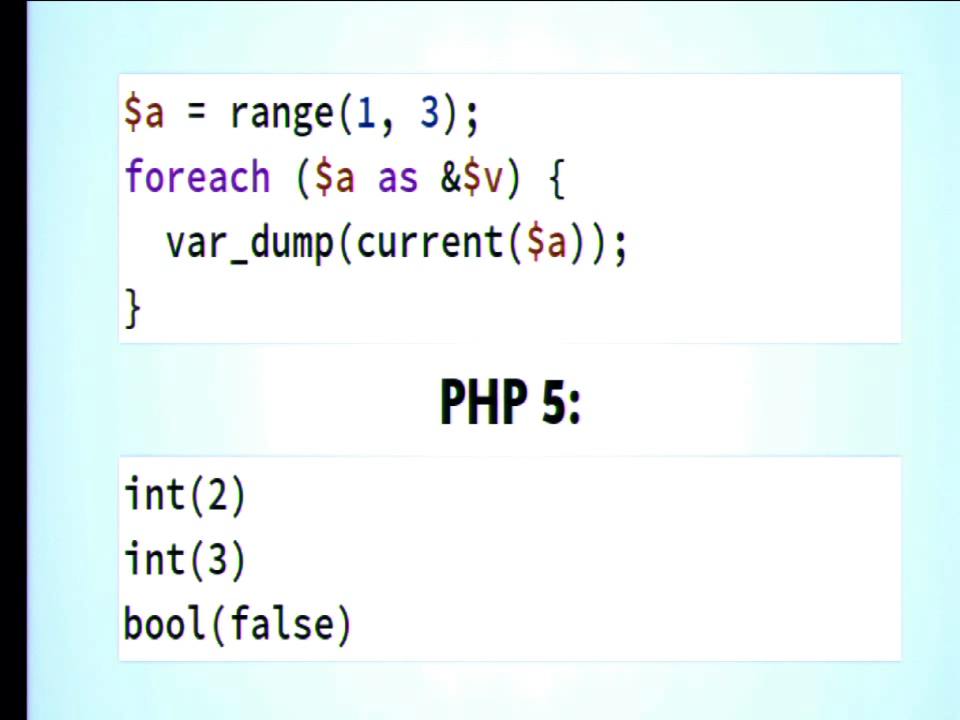 $a = range(1, 3);
foreach ($a as &$v) {
  var_dump(current($a));
}
PHP 5:
int(2)
int(3)
bool(false)